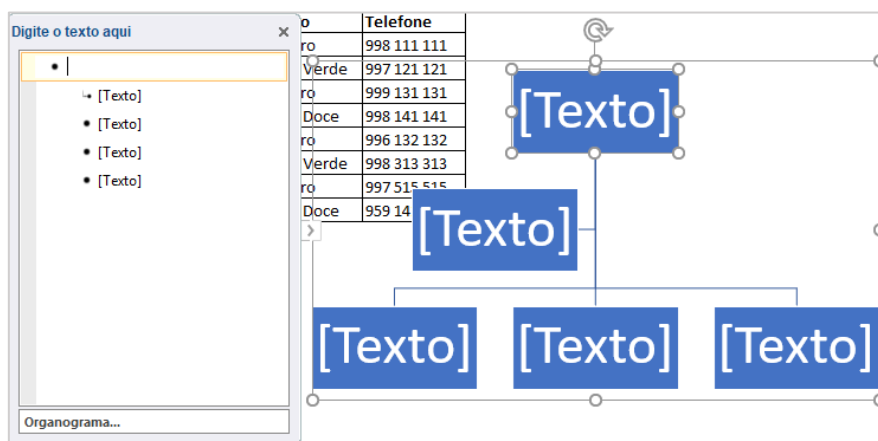 Digite o texto aqui
[Texto]
[Texto]
[Texto]
[Texto]
Organograma...
o Telefone
ro 998 111 111
Verde 997 121 121
ro 999 131 131
Doce 998 141 141
ro 996 132 132
Verde 998 313 313
ro 997 515 515
Doce 959 14
[Texto]
[Texto]
[Texto] [Texto] [Texto]